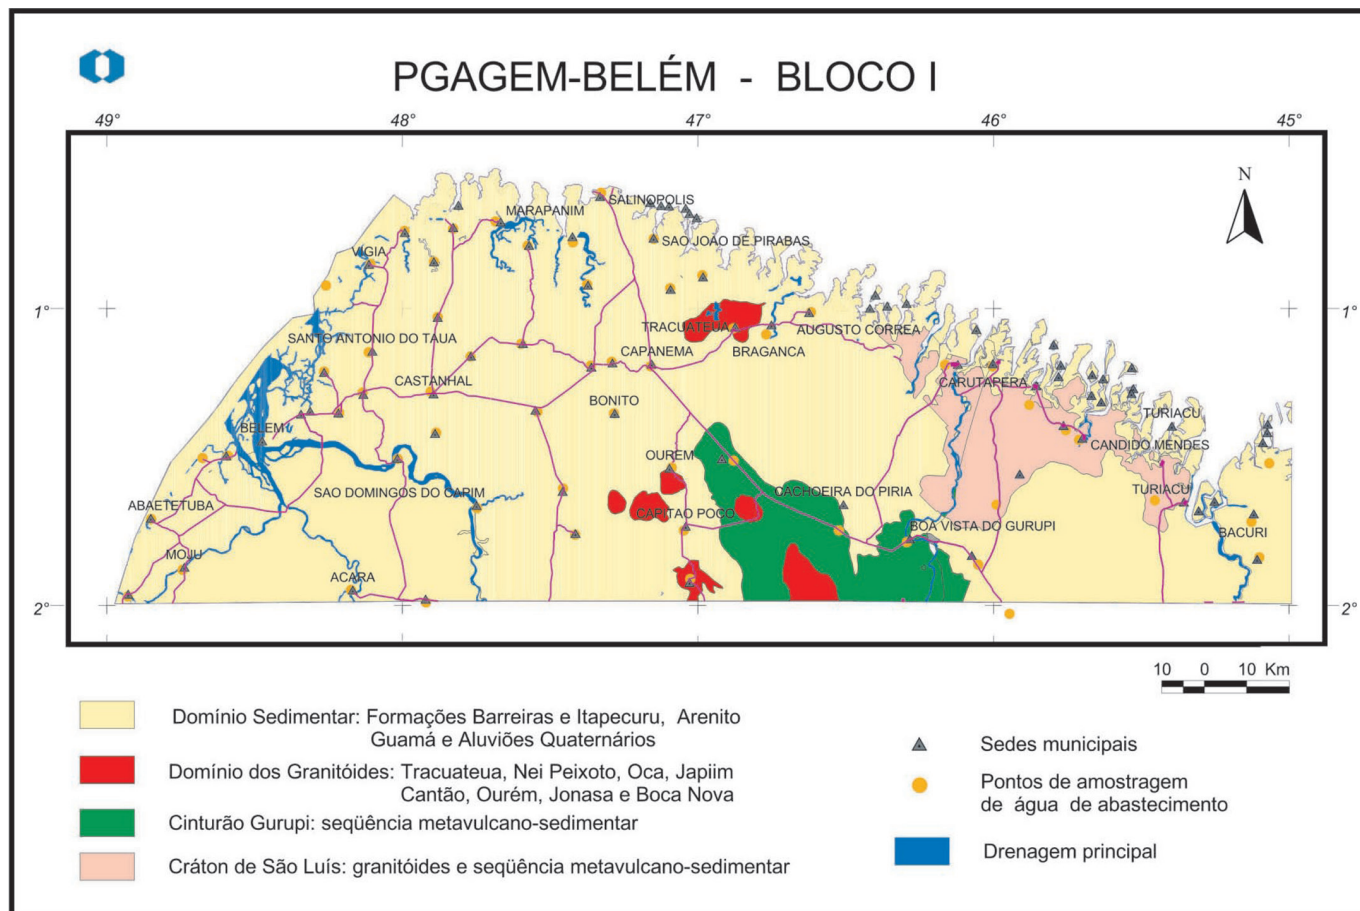 PGAGEM-BELÉM - BLOCO I
49° 48° 47° 46° 45°
N
SALINOPOLIS
MARAPANIM
SAO JOÃO DE PIRABAS
VIGIA
1° 1°
TRACUATEUA
AUGUSTO CORREA
SANTO ANTONIO DO TAUA
CAPANEMA
BRAGANCA
CASTANHAL
CARUTAPERA
BONITO
TURIACU
BELEM
CANDIDO MENDES
OUREM
SAO DOMINGOS DO CAPIM
CACHOEIRA DO PIRIA
TURIACU
ABAETETUBA
CAPITAO POCO
BOA VISTA DO GURUPI
BACURI
MOJU
ACARA
2° 2°
10 0 10 Km
Domínio Sedimentar: Formações Barreiras e Itapecuru, Arenito
Guamá e Aluviões Quaternários
Domínio dos Granitóides: Tracuateua, Nei Peixoto, Oca, Japiim
Cantão, Ourém, Jonasa e Boca Nova
Cinturão Gurupi: seqüência metavulcano-sedimentar
Cráton de São Luís: granitóides e seqüência metavulcano-sedimentar
Sedes municipais
Pontos de amostragem
de água de abastecimento
Drenagem principal